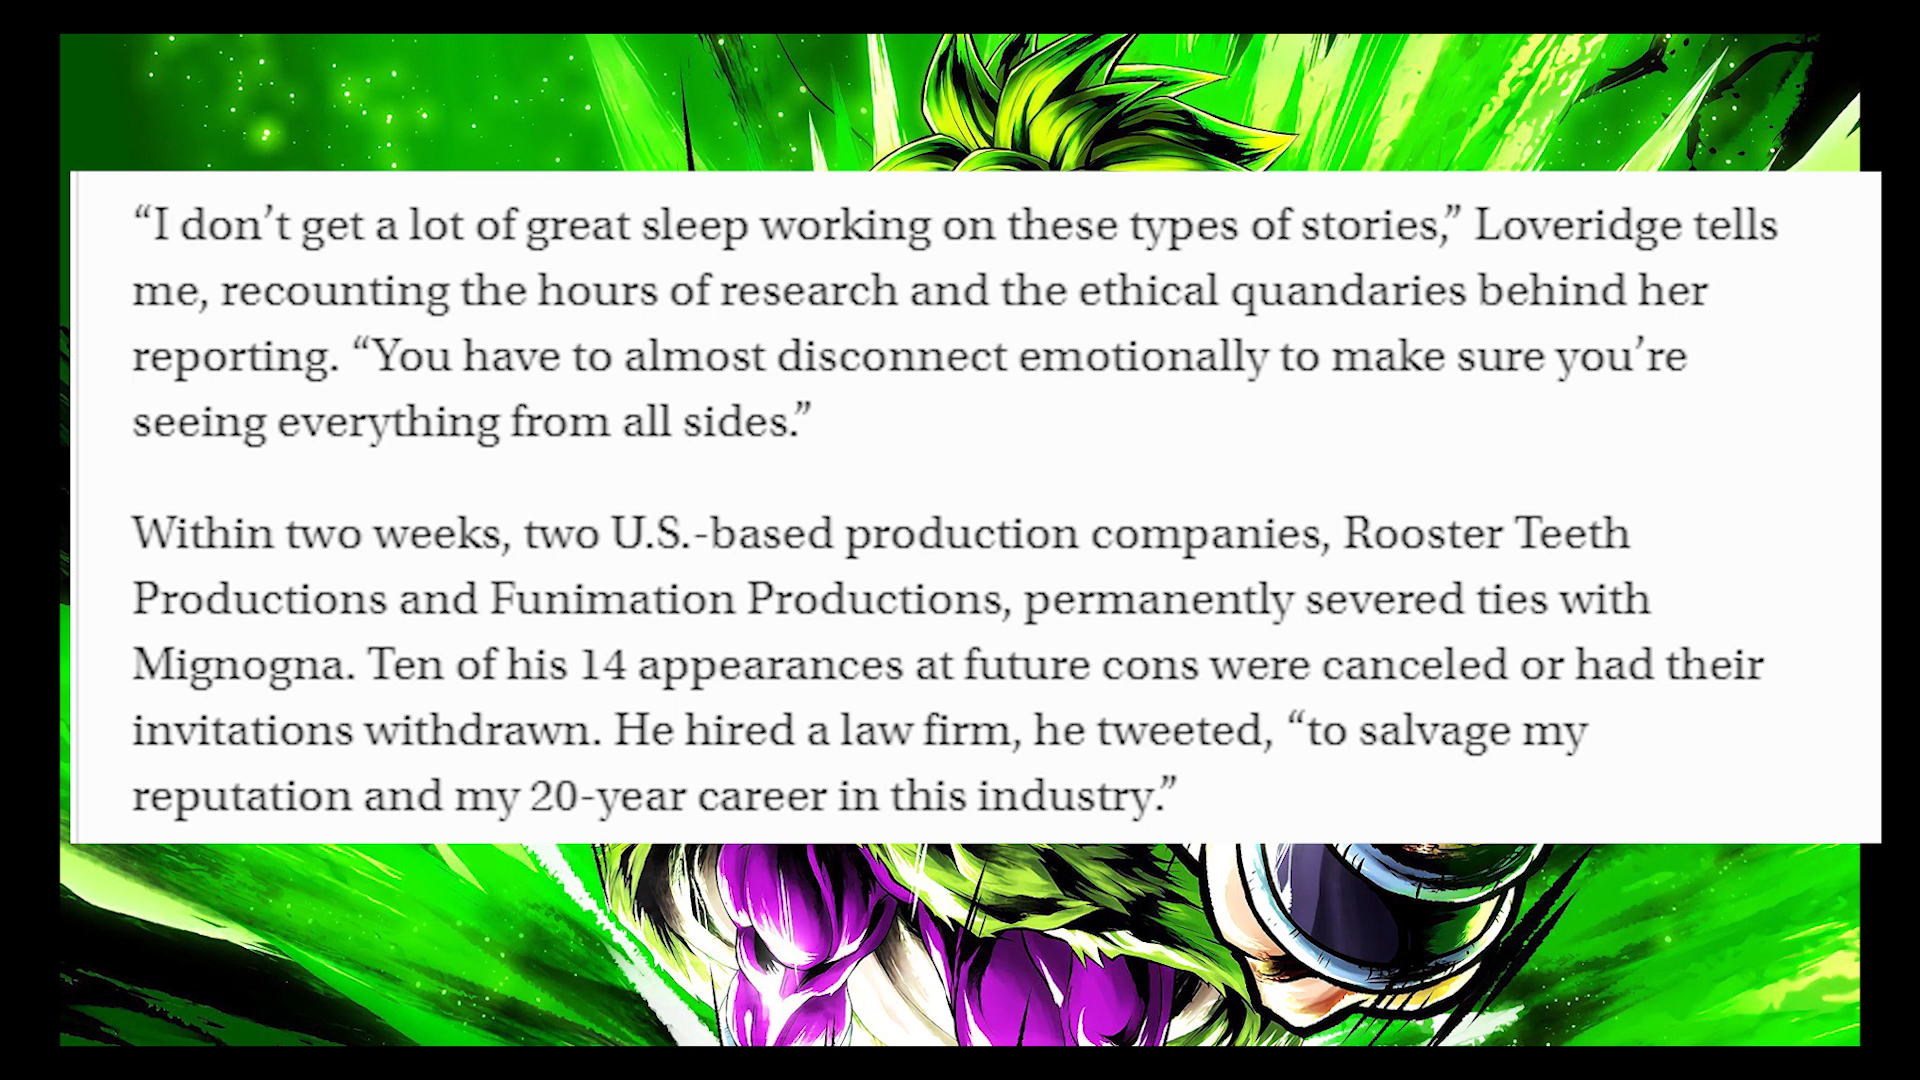 “I don’t get a lot of great sleep working on these types of stories,” Loveridge tells
me, recounting the hours of research and the ethical quandaries behind her
reporting. “You have to almost disconnect emotionally to make sure you’re
seeing everything from all sides.”
Within two weeks, two U.S.-based production companies, Rooster Teeth
Productions and Funimation Productions, permanently severed ties with
Mignogna. Ten of his 14 appearances at future cons were canceled or had their
invitations withdrawn. He hired a law firm, he tweeted, “to salvage my
reputation and my 20-year career in this industry.”